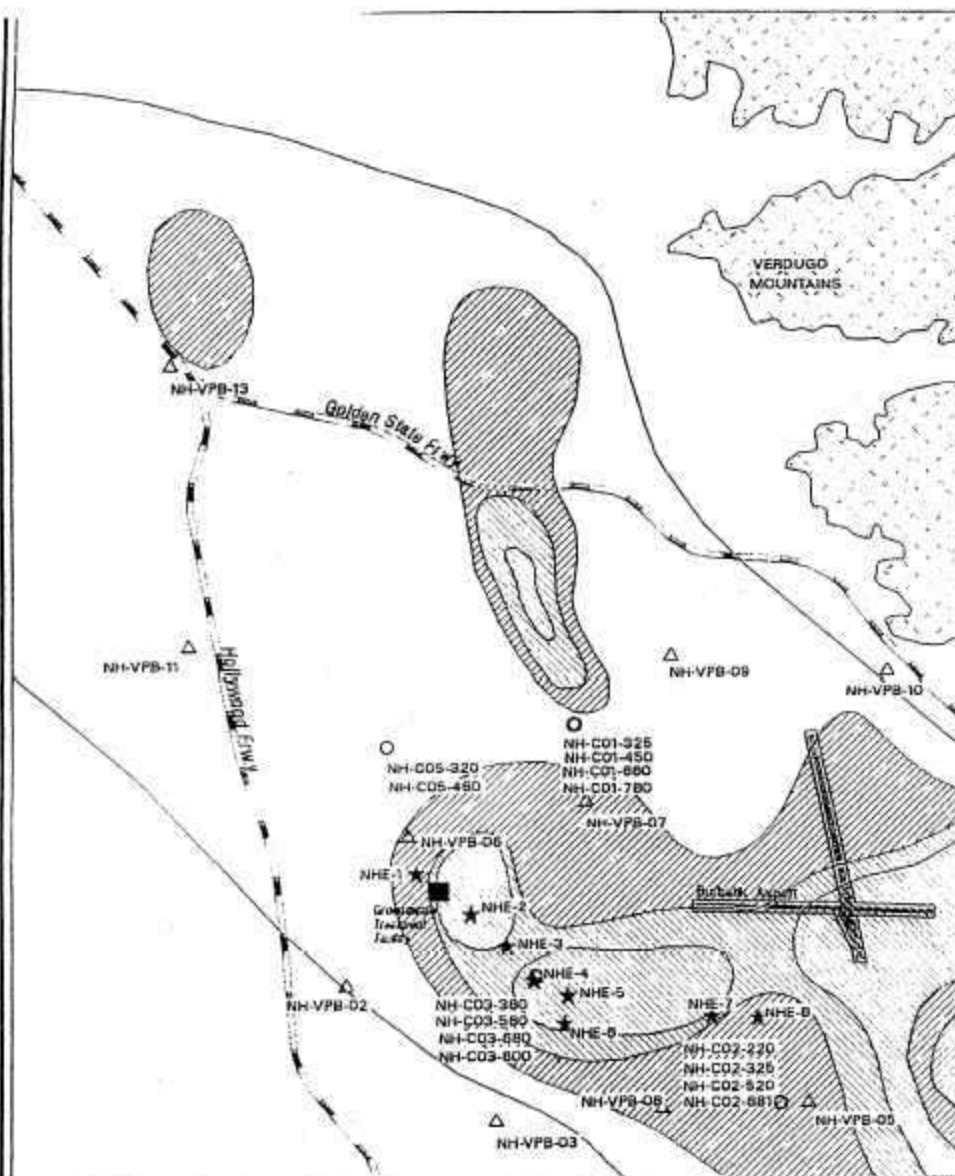 VERDUGO
MOUNTAINS
NH-VPB-13
Golden State Frwy
NH-VPB-11
Hollywood Frwy
NH-VPB-09
NH-VPB-10
NH-C01-325
NH-C01-450
NH-C01-660
NH-C01-780
NH-C05-320
NH-C05-460
NH-VPB-07
NH-VPB-06
NHE-1
Groundwater
Treatment
Facility
NHE-2
Burbank Airport
NHE-3
NHE-4
NHE-5
NHE-6
NHE-7
NHE-8
NH-VPB-02
NH-C03-380
NH-C03-580
NH-C03-680
NH-C03-800
NH-C02-220
NH-C02-325
NH-C02-520
NH-C02-681
NH-VPB-08
NH-VPB-05
NH-VPB-03